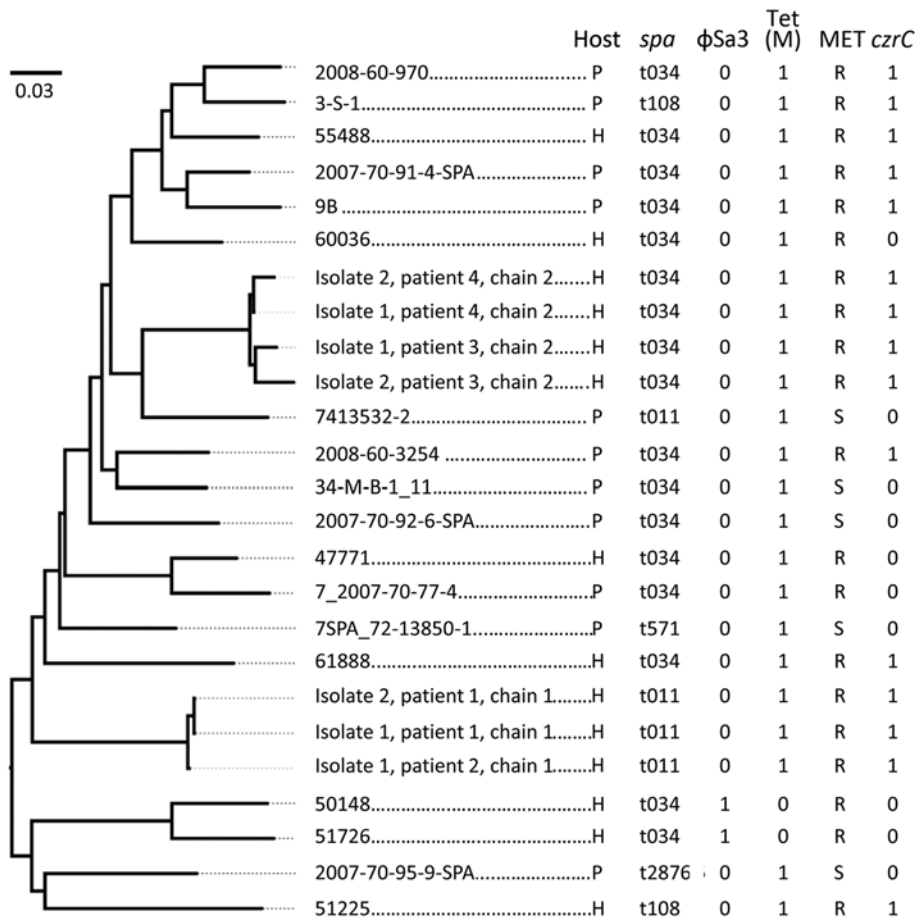 Host spa ϕSa3 Tet (M) MET czrC
0.03
2008-60-970 P t034 0 1 R 1
3-S-1 P t108 0 1 R 1
55488 H t034 0 1 R 1
2007-70-91-4-SPA P t034 0 1 R 1
9B P t034 0 1 R 1
60036 H t034 0 1 R 0
Isolate 2, patient 4, chain 2 H t034 0 1 R 1
Isolate 1, patient 4, chain 2 H t034 0 1 R 1
Isolate 1, patient 3, chain 2 H t034 0 1 R 1
Isolate 2, patient 3, chain 2 H t034 0 1 R 1
7413532-2 P t011 0 1 S 0
2008-60-3254 P t034 0 1 R 1
34-M-B-1_11 P t034 0 1 S 0
2007-70-92-6-SPA P t034 0 1 S 0
47771 H t034 0 1 R 0
7_2007-70-77-4 P t034 0 1 R 0
7SPA_72-13850-1 P t571 0 1 S 0
61888 H t034 0 1 R 1
Isolate 2, patient 1, chain 1 H t011 0 1 R 1
Isolate 1, patient 1, chain 1 H t011 0 1 R 1
Isolate 1, patient 2, chain 1 H t011 0 1 R 1
50148 H t034 1 0 R 0
51726 H t034 1 0 R 0
2007-70-95-9-SPA P t2876 0 1 S 0
51225 H t108 0 1 R 1